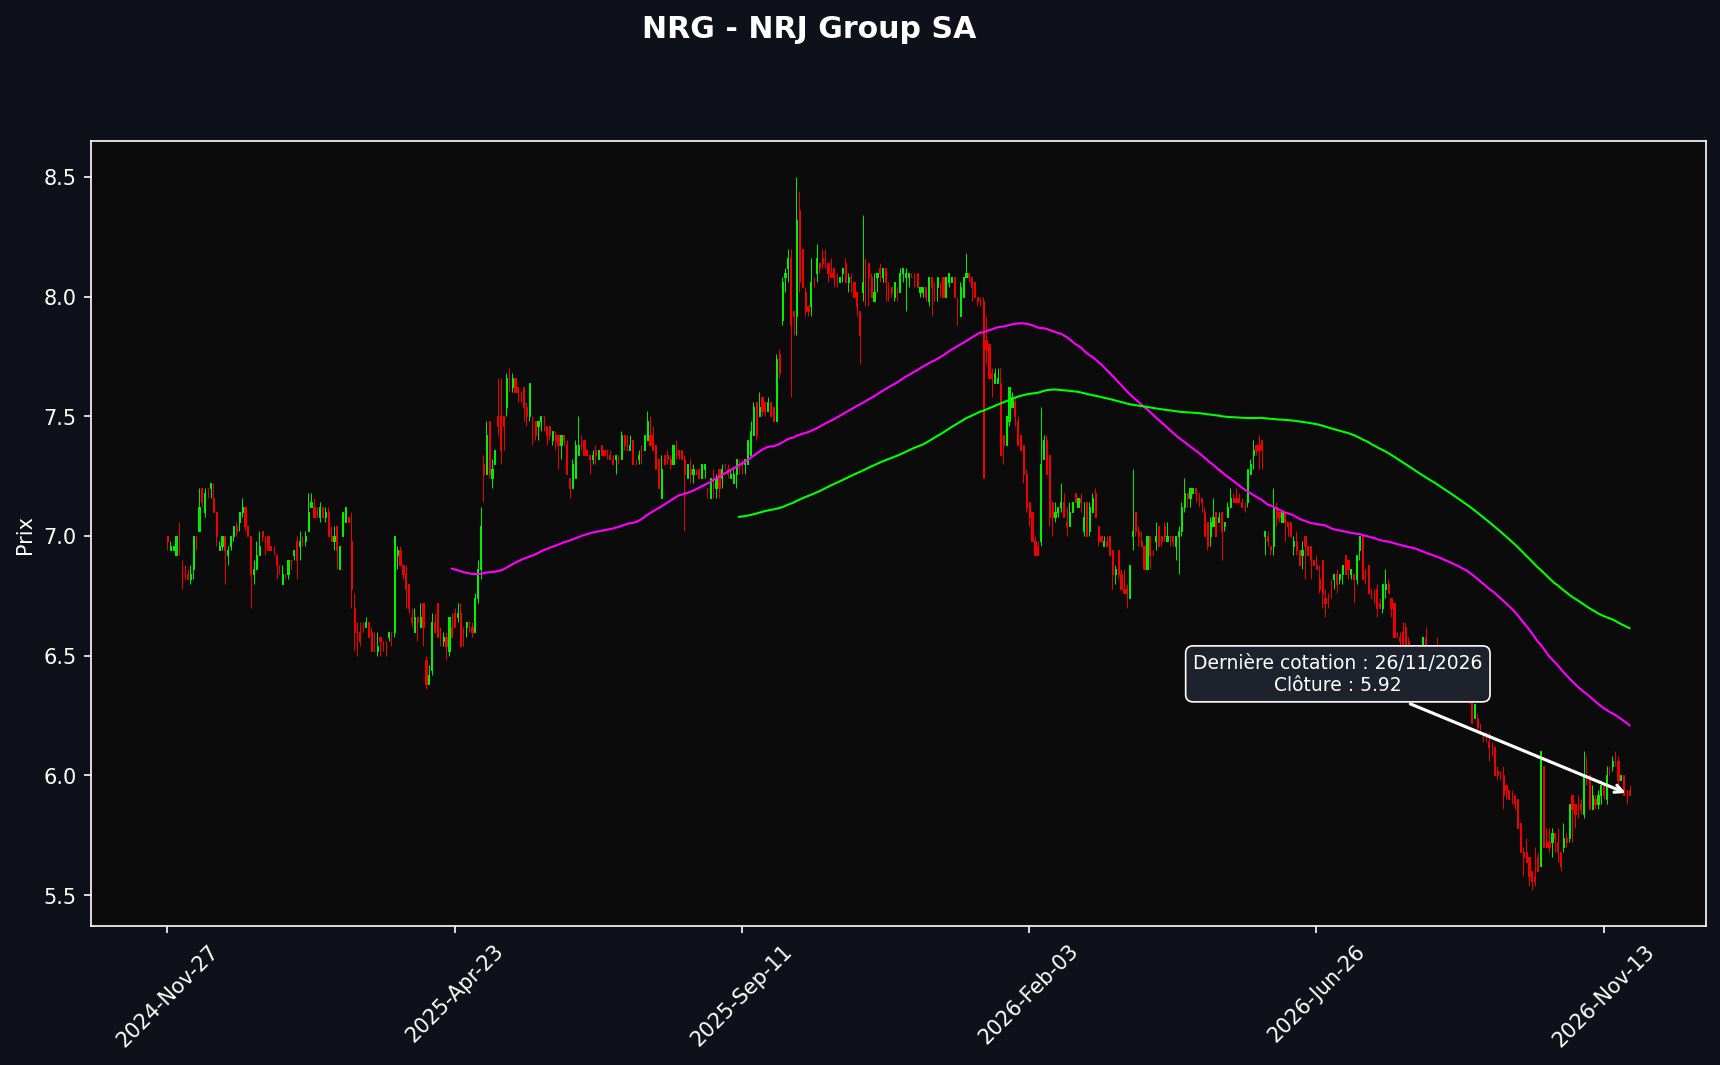 NRG - NRJ Group SA
Prix
8.5
8.0
7.5
7.0
6.5
6.0
5.5
Dernière cotation : 26/11/2026
Clôture : 5.92
2024-Nov-27
2025-Apr-23
2025-Sep-11
2026-Feb-03
2026-Jun-26
2026-Nov-13